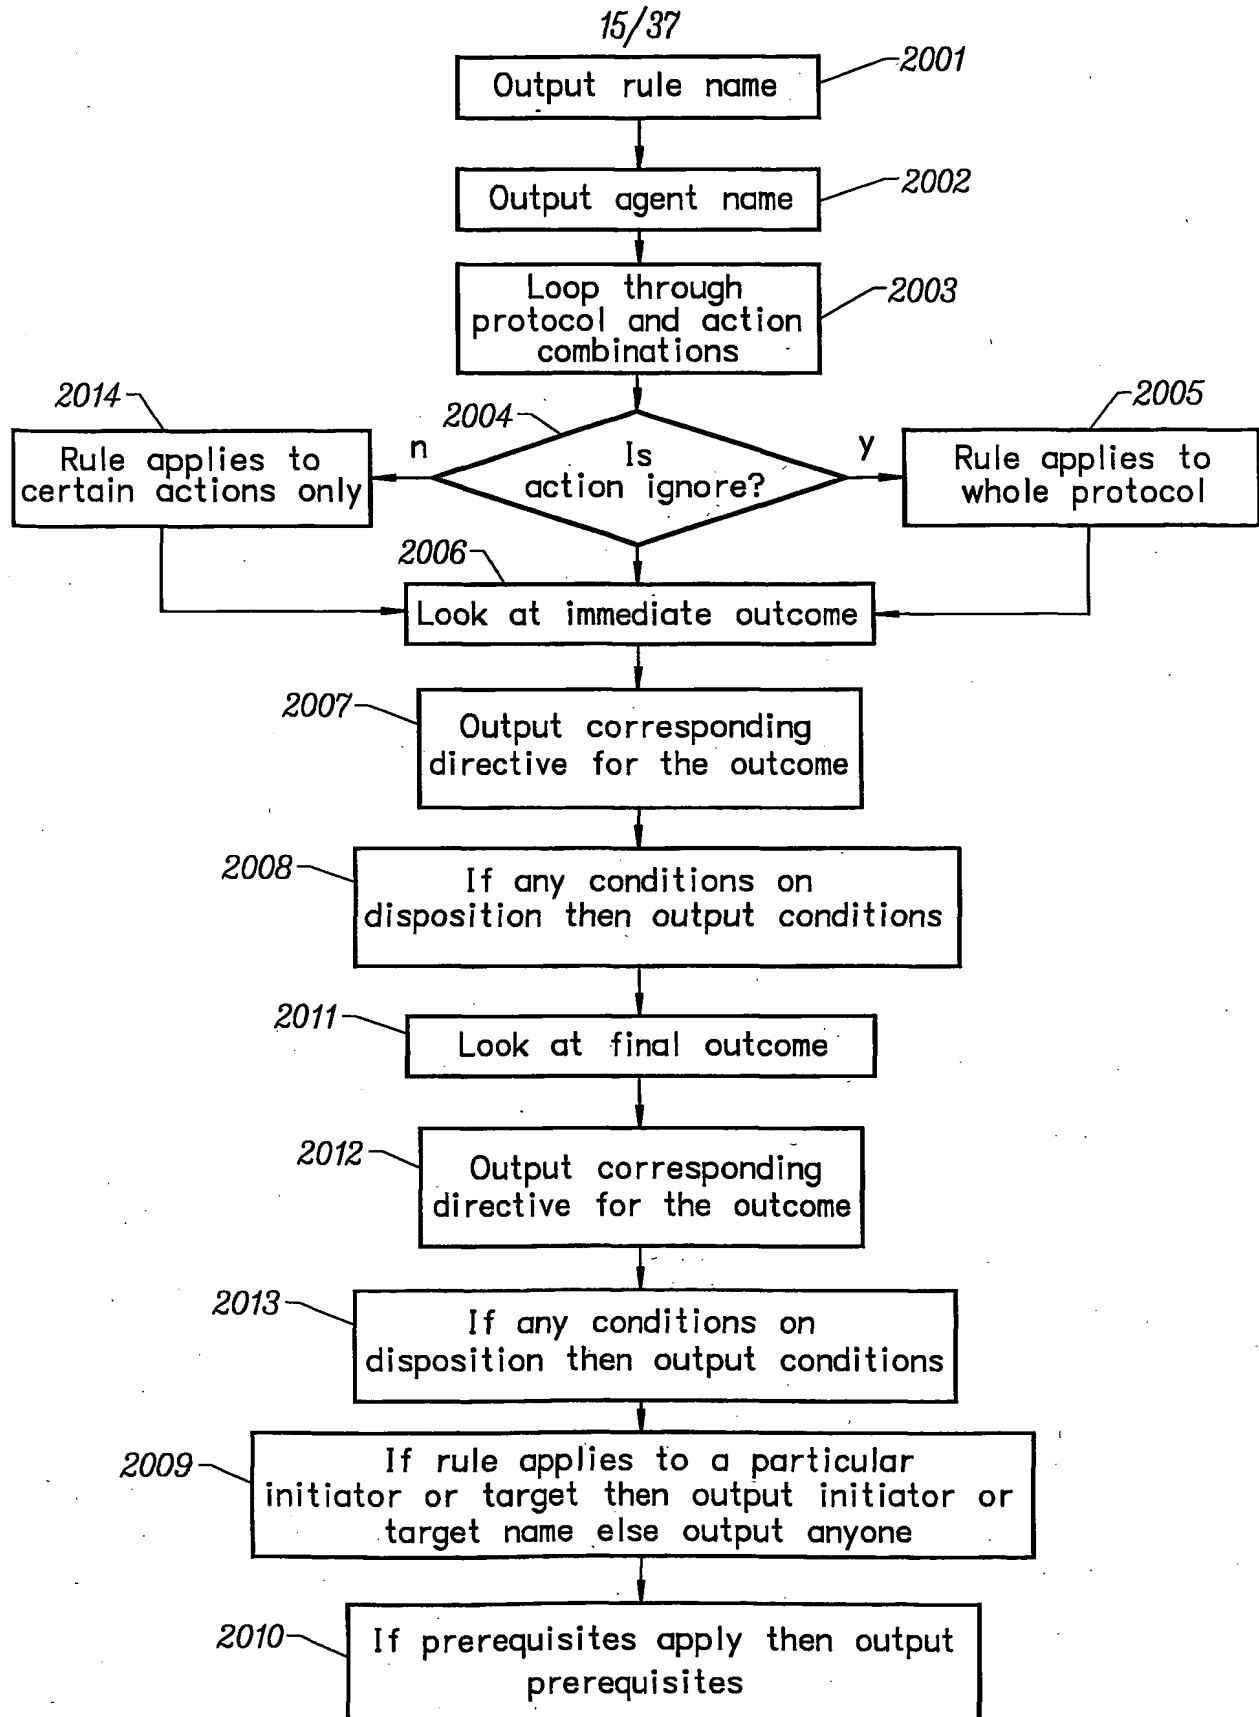 15/37
Output rule name
2001
Output agent name
2002
Loop through
protocol and action
combinations
2003
2014
Rule applies to
certain actions only
n
2004
Is
action ignore?
y
2005
Rule applies to
whole protocol
2006
Look at immediate outcome
2007
Output corresponding
directive for the outcome
2008
If any conditions on
disposition then output conditions
2011
Look at final outcome
2012
Output corresponding
directive for the outcome
2013
If any conditions on
disposition then output conditions
2009
If rule applies to a particular
initiator or target then output initiator or
target name else output anyone
2010
If prerequisites apply then output
prerequisites